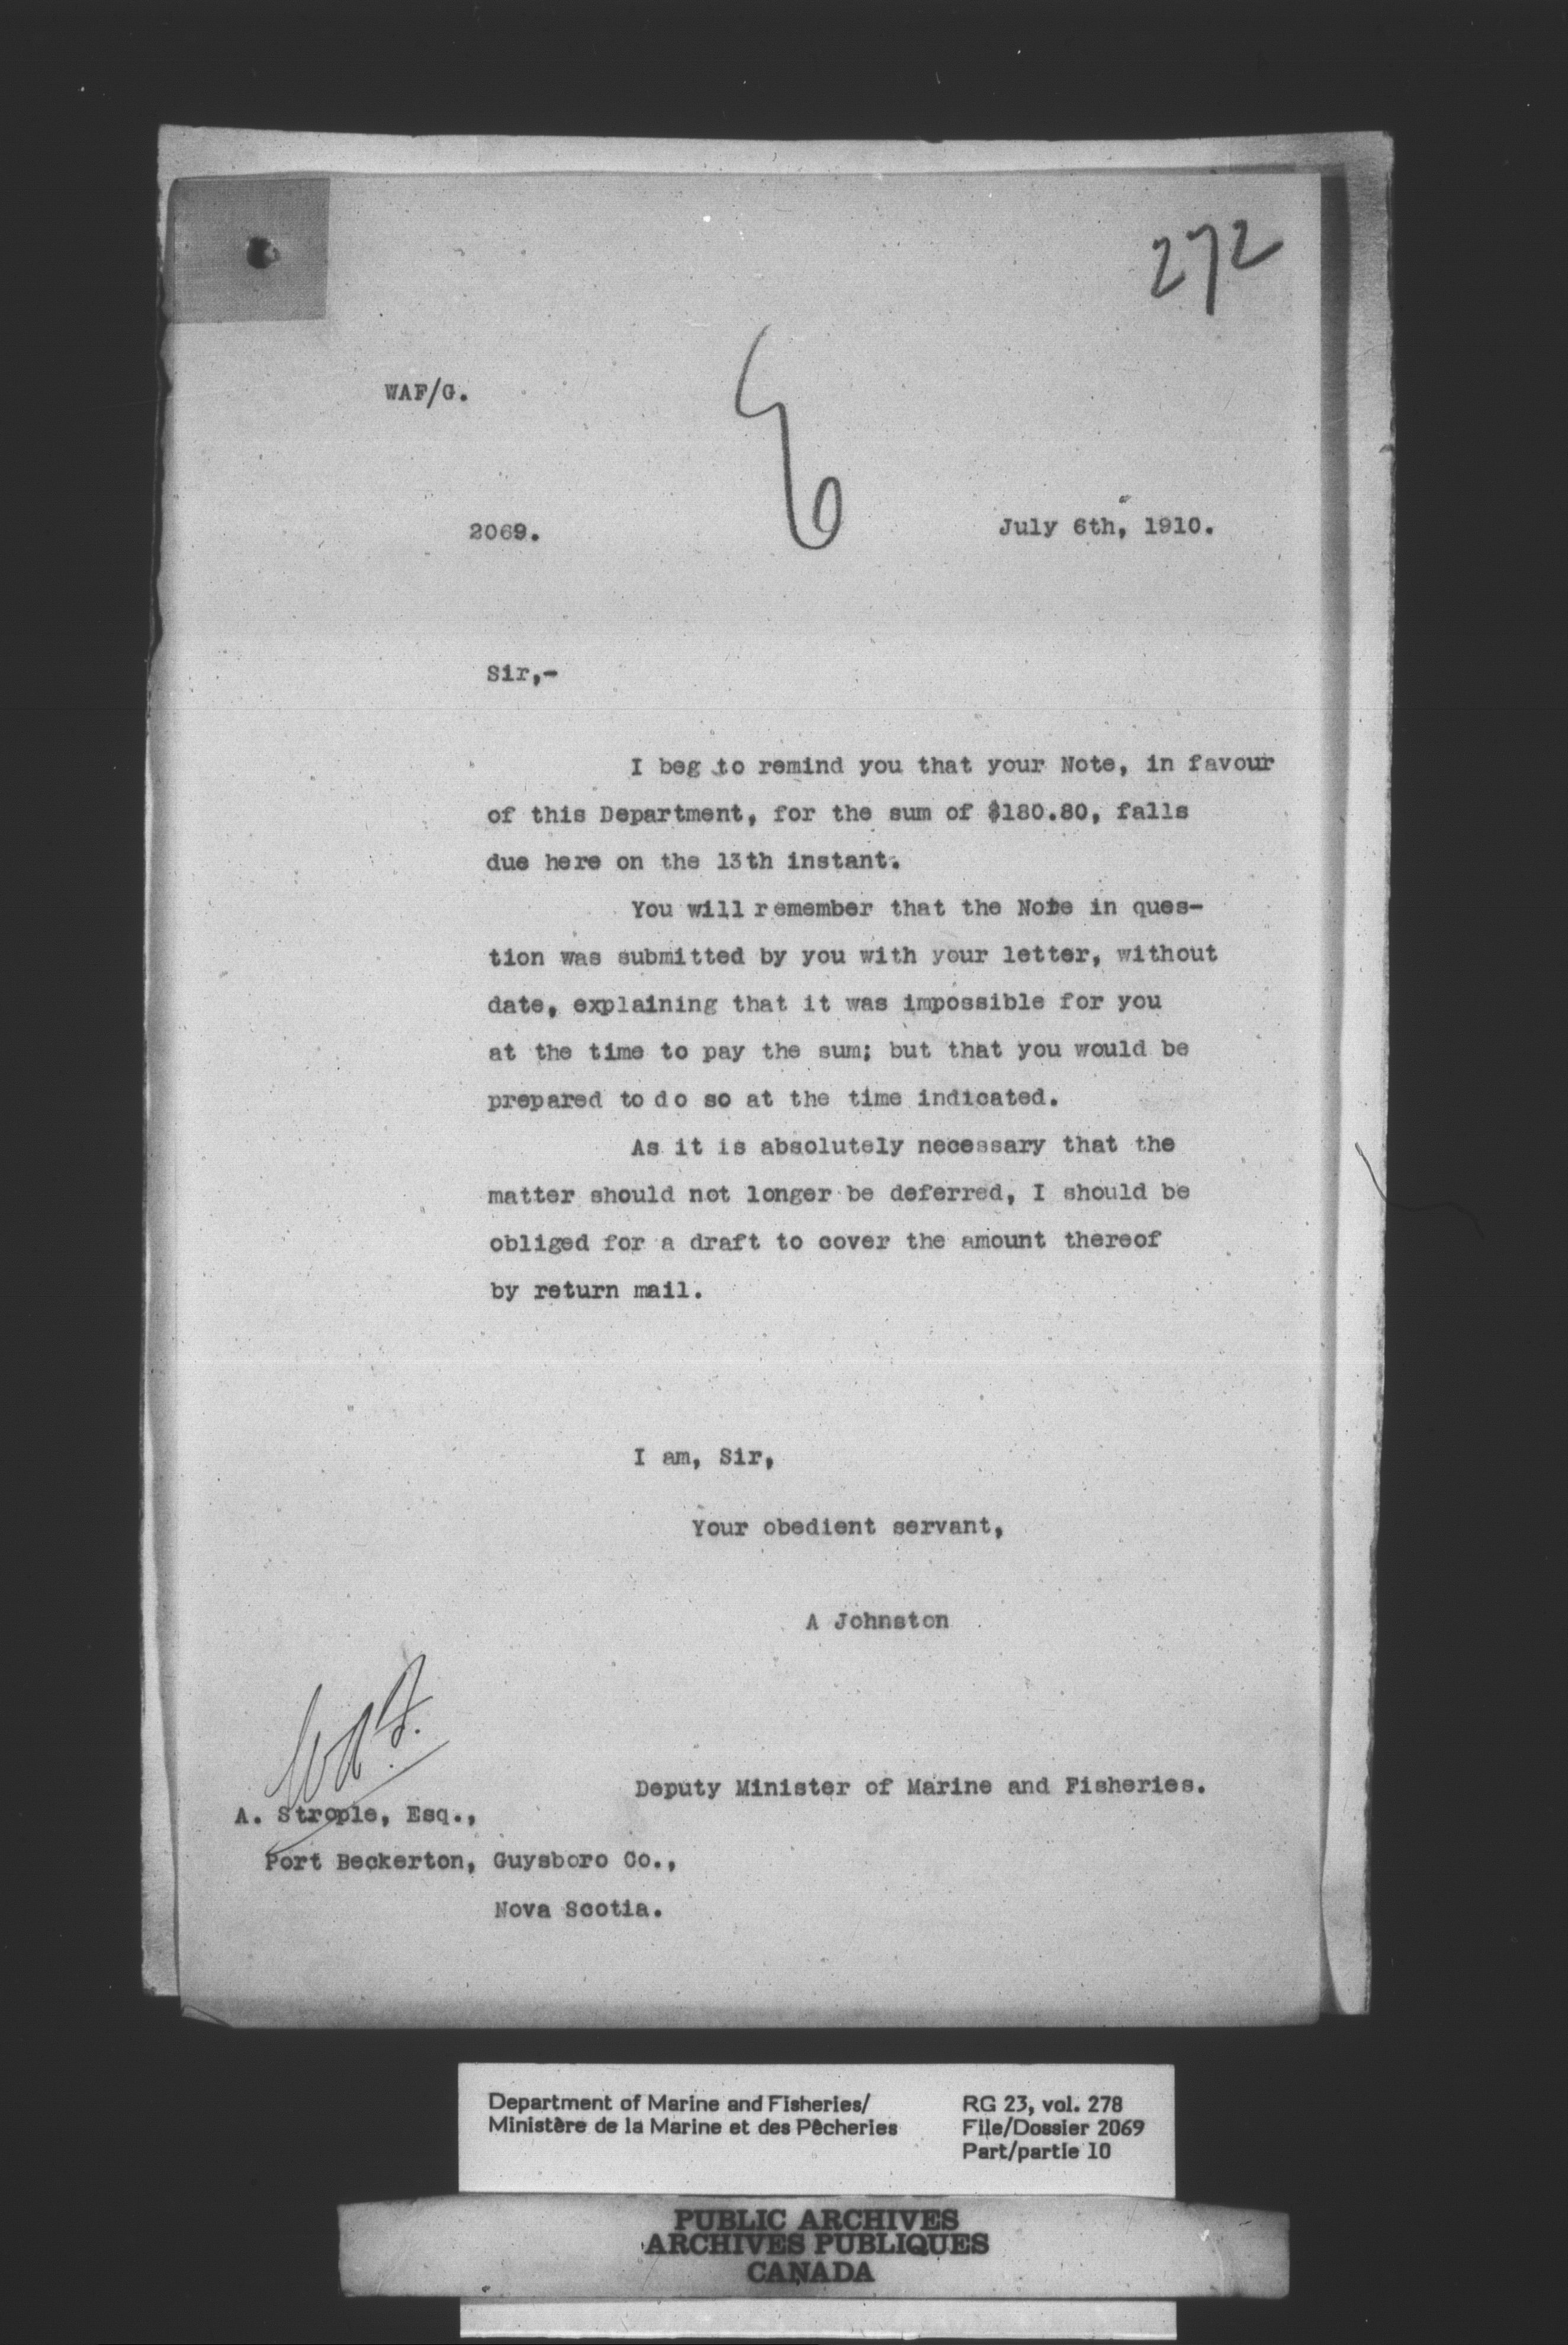 272
WAF/G.
2069.
July 6th, 1910.
Sir,-
I beg to remind you that your Note, in favour
of this Department, for the sum of $180.80, falls
due here on the 13th instant.
You will remember that the Note in ques-
tion was submitted by you with your letter, without
date, explaining that it was impossible for you
at the time to pay the sum; but that you would be
prepared to do so at the time indicated.
As it is absolutely necessary that the
matter should not longer be deferred, I should be
obliged for a draft to cover the amount thereof
by return mail.
I am, Sir,
Your obedient servant,
A Johnston
W.A.F.
Deputy Minister of Marine and Fisheries.
A. Strople, Esq.,
Port Beckerton, Guysboro Co.,
Nova Scotia.
Department of Marine and Fisheries/
Ministère de la Marine et des Pêcheries
RG 23, vol. 278
File/Dossier 2069
Part/partie 10
PUBLIC ARCHIVES
ARCHIVES PUBLIQUES
CANADA